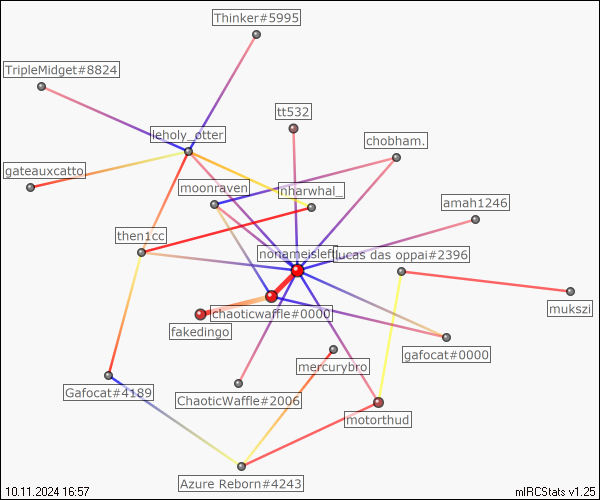 Thinker#5995
TripleMidget#8824
tt532
leholy_otter
chobham.
gateauxcatto
moonraven
nharwhal_
amah1246
then1cc
nonameisleft
lucas das oppai#2396
mukszi
chaoticwaffle#0000
fakedingo
gafocat#0000
mercurybro
Gafocat#4189
ChaoticWaffle#2006
motorthud
Azure Reborn#4243
10.11.2024 16:57
mIRCStats v1.25